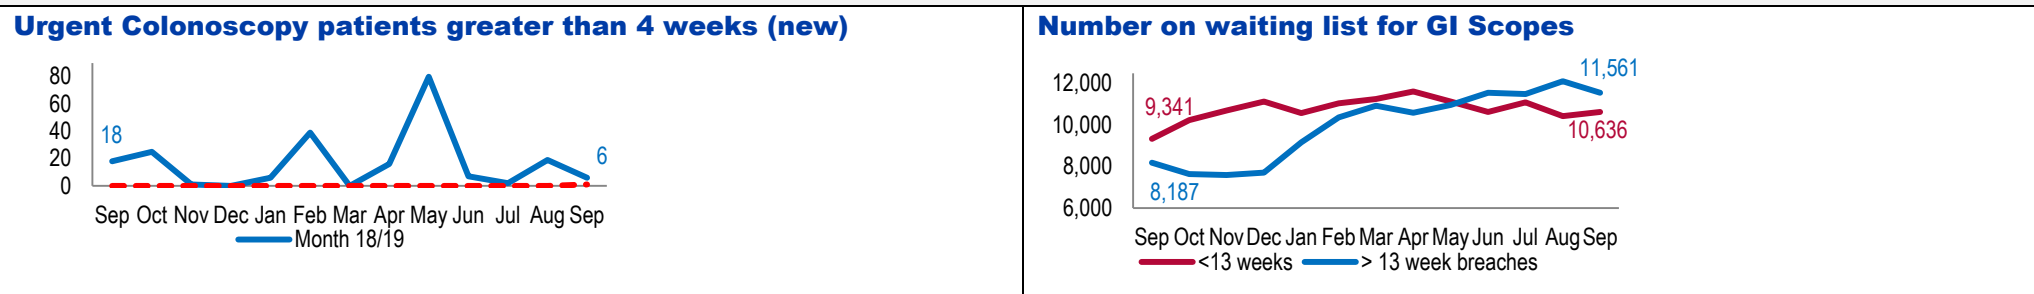 Urgent Colonoscopy patients greater than 4 weeks (new)
80
60
40
20
0
18
6
Sep Oct Nov Dec Jan Feb Mar Apr May Jun Jul Aug Sep
Month 18/19
Number on waiting list for GI Scopes
12,000
10,000
8,000
6,000
9,341
8,187
11,561
10,636
Sep Oct Nov Dec Jan Feb Mar Apr May Jun Jul Aug Sep
<13 weeks > 13 week breaches